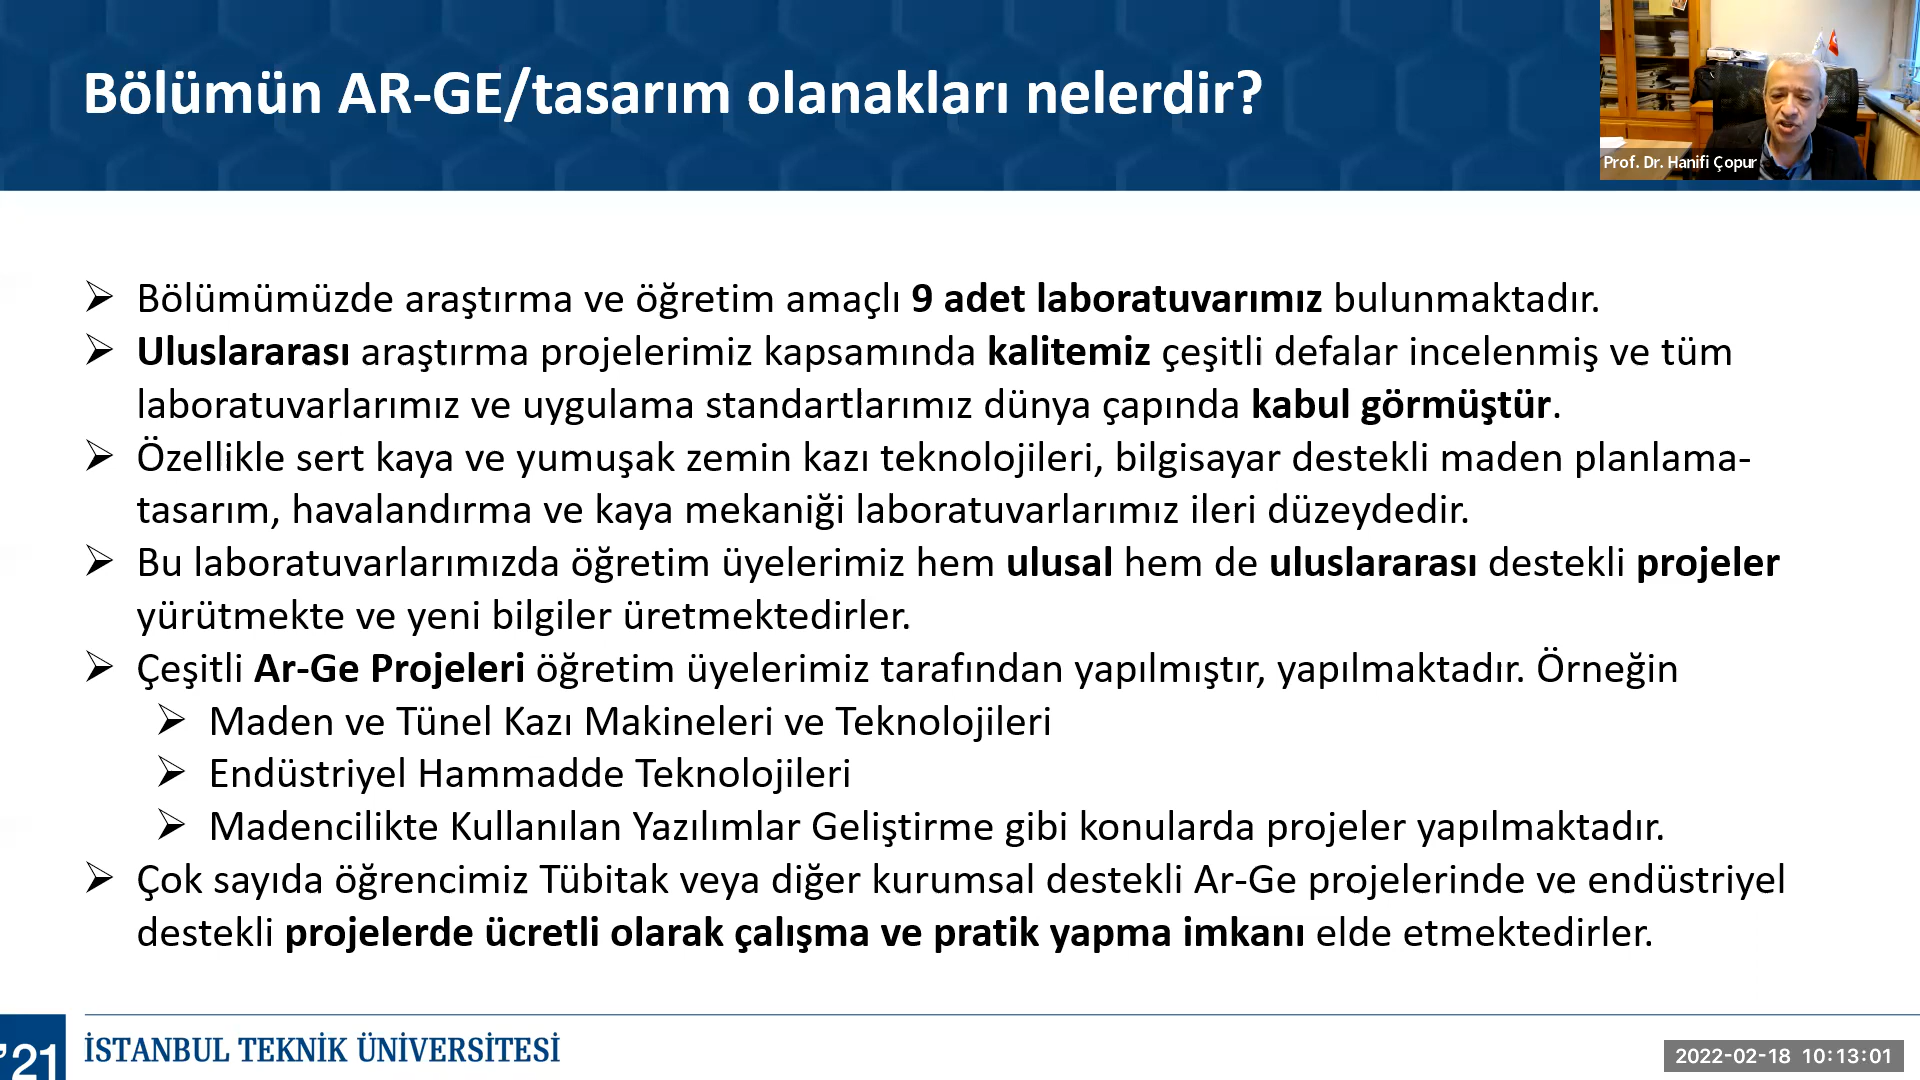 Bölümün AR-GE/tasarım olanakları nelerdir?
Prof. Dr. Hanifi Çopur
➢ Bölümümüzde araştırma ve öğretim amaçlı 9 adet laboratuvarımız bulunmaktadır.
➢ Uluslararası araştırma projelerimiz kapsamında kalitemiz çeşitli defalar incelenmiş ve tüm
laboratuvarlarımız ve uygulama standartlarımız dünya çapında kabul görmüştür.
➢ Özellikle sert kaya ve yumuşak zemin kazı teknolojileri, bilgisayar destekli maden planlama-
tasarım, havalandırma ve kaya mekaniği laboratuvarlarımız ileri düzeydedir.
➢ Bu laboratuvarlarımızda öğretim üyelerimiz hem ulusal hem de uluslararası destekli projeler
yürütmekte ve yeni bilgiler üretmektedirler.
➢ Çeşitli Ar-Ge Projeleri öğretim üyelerimiz tarafından yapılmıştır, yapılmaktadır. Örneğin
➢ Maden ve Tünel Kazı Makineleri ve Teknolojileri
➢ Endüstriyel Hammadde Teknolojileri
➢ Madencilikte Kullanılan Yazılımlar Geliştirme gibi konularda projeler yapılmaktadır.
➢ Çok sayıda öğrencimiz Tübitak veya diğer kurumsal destekli Ar-Ge projelerinde ve endüstriyel
destekli projelerde ücretli olarak çalışma ve pratik yapma imkanı elde etmektedirler.
'21
İSTANBUL TEKNİK ÜNİVERSİTESİ
2022-02-18 10:13:01